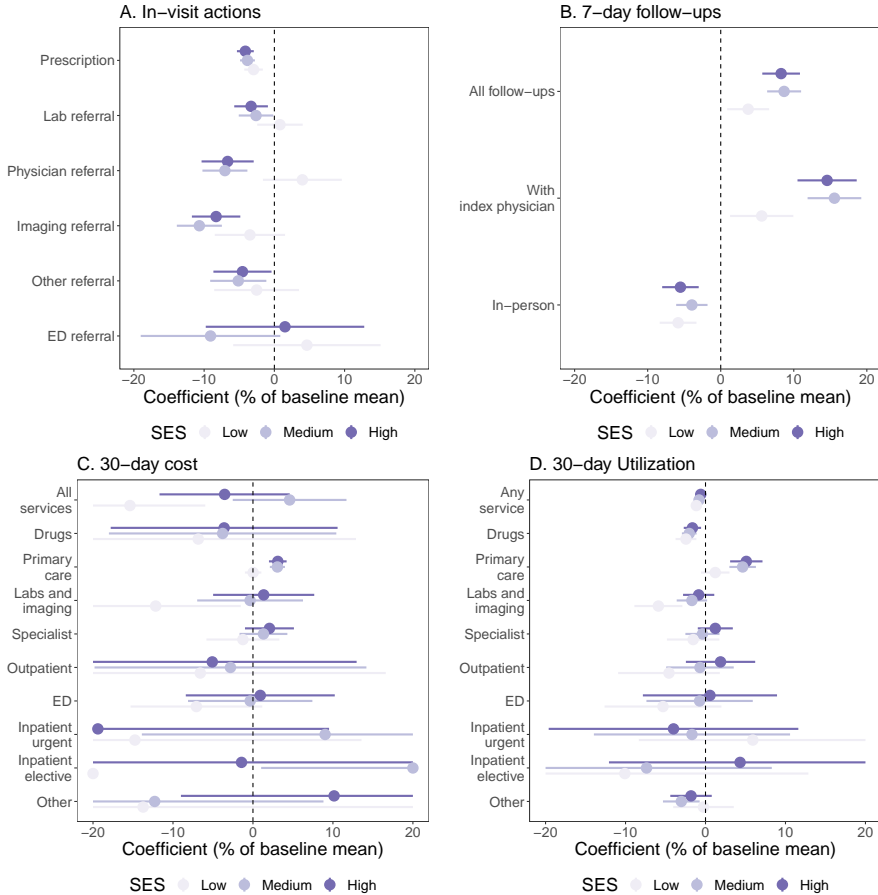 A. In−visit actions
Prescription
Lab referral
Physician referral
Imaging referral
Other referral
ED referral
−20 −10 0 10 20
Coefficient (% of baseline mean)
SES Low Medium High
B. 7−day follow−ups
All follow−ups
With
index physician
In−person
−20 −10 0 10 20
Coefficient (% of baseline mean)
SES Low Medium High
C. 30−day cost
All
services
Drugs
Primary
care
Labs and
imaging
Specialist
Outpatient
ED
Inpatient
urgent
Inpatient
elective
Other
−20 −10 0 10 20
Coefficient (% of baseline mean)
SES Low Medium High
D. 30−day Utilization
Any
service
Drugs
Primary
care
Labs and
imaging
Specialist
Outpatient
ED
Inpatient
urgent
Inpatient
elective
Other
−20 −10 0 10 20
Coefficient (% of baseline mean)
SES Low Medium High